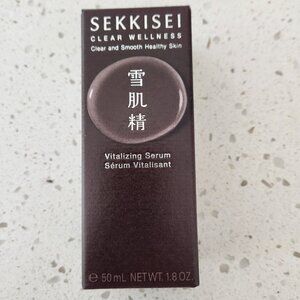 SEKKISEI
CLEAR WELLNESS
Clear and Smooth Healthy Skin
雪
肌
精
Vitalizing Serum
Sérum Vitalisant
℮ 50 mL NET WT. 1.8 OZ.